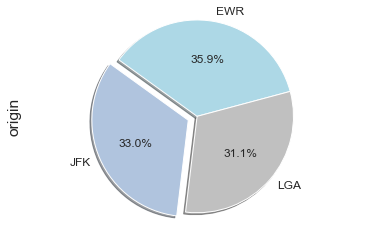 EWR
35.9%
origin
33.0%
JFK
31.1%
LGA